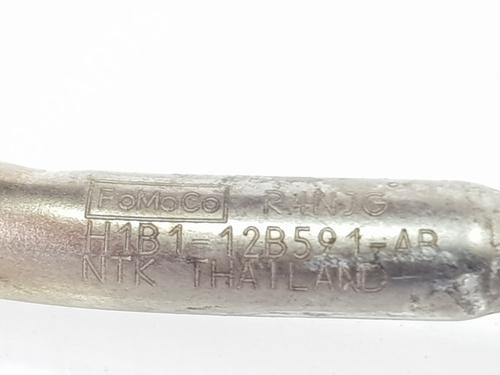 FoMoCo R4NJG
H1B1-12B591-AB
NTK THAILAND